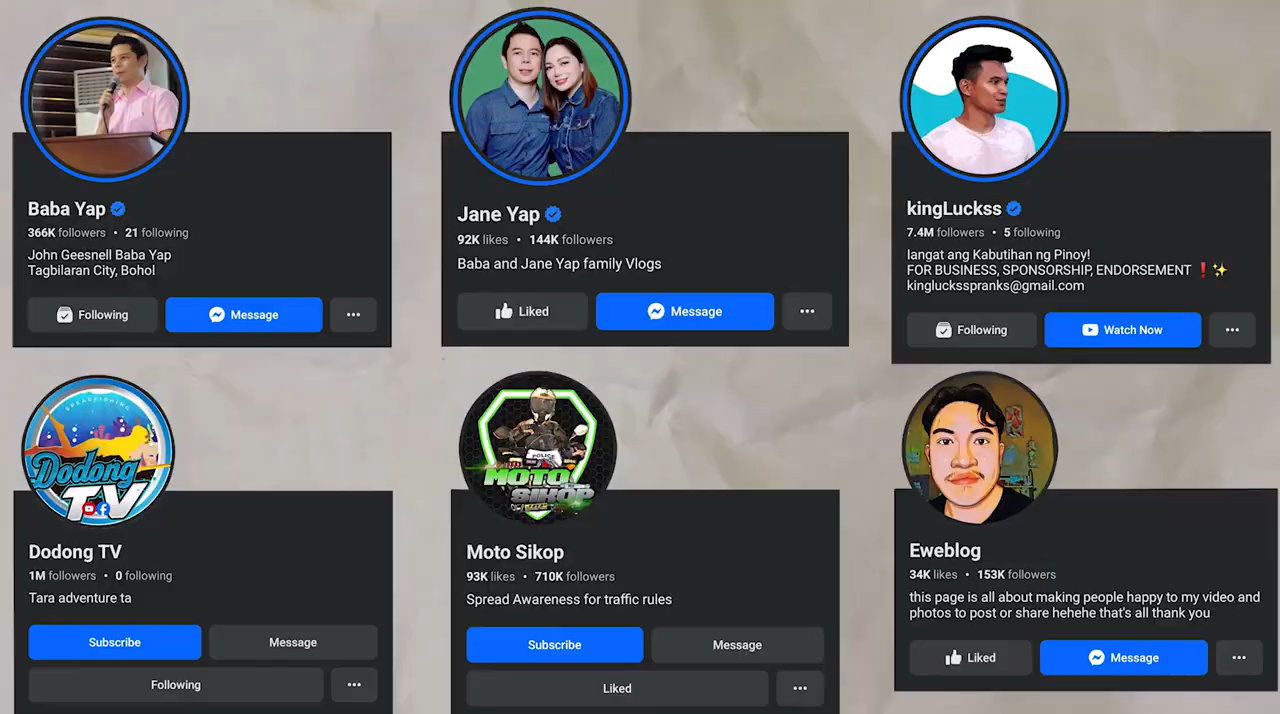 Baba Yap
366K followers • 21 following
John Geesnell Baba Yap
Tagbilaran City, Bohol
Following
Message
Jane Yap
92K likes • 144K followers
Baba and Jane Yap family Vlogs
Liked
Message
kingLuckss
7.4M followers • 5 following
langat ang Kabutihan ng Pinoy!
FOR BUSINESS, SPONSORSHIP, ENDORSEMENT ❗✨
kinglucksspranks@gmail.com
Following
Watch Now
SPEARFISHING
Dodong
TV
Dodong TV
1M followers • 0 following
Tara adventure ta
Subscribe
Message
Following
POLICE
MOTO
SIKOP
Moto Sikop
93K likes • 710K followers
Spread Awareness for traffic rules
Subscribe
Message
Liked
Eweblog
34K likes • 153K followers
this page is all about making people happy to my video and
photos to post or share hehehe that's all thank you
Liked
Message